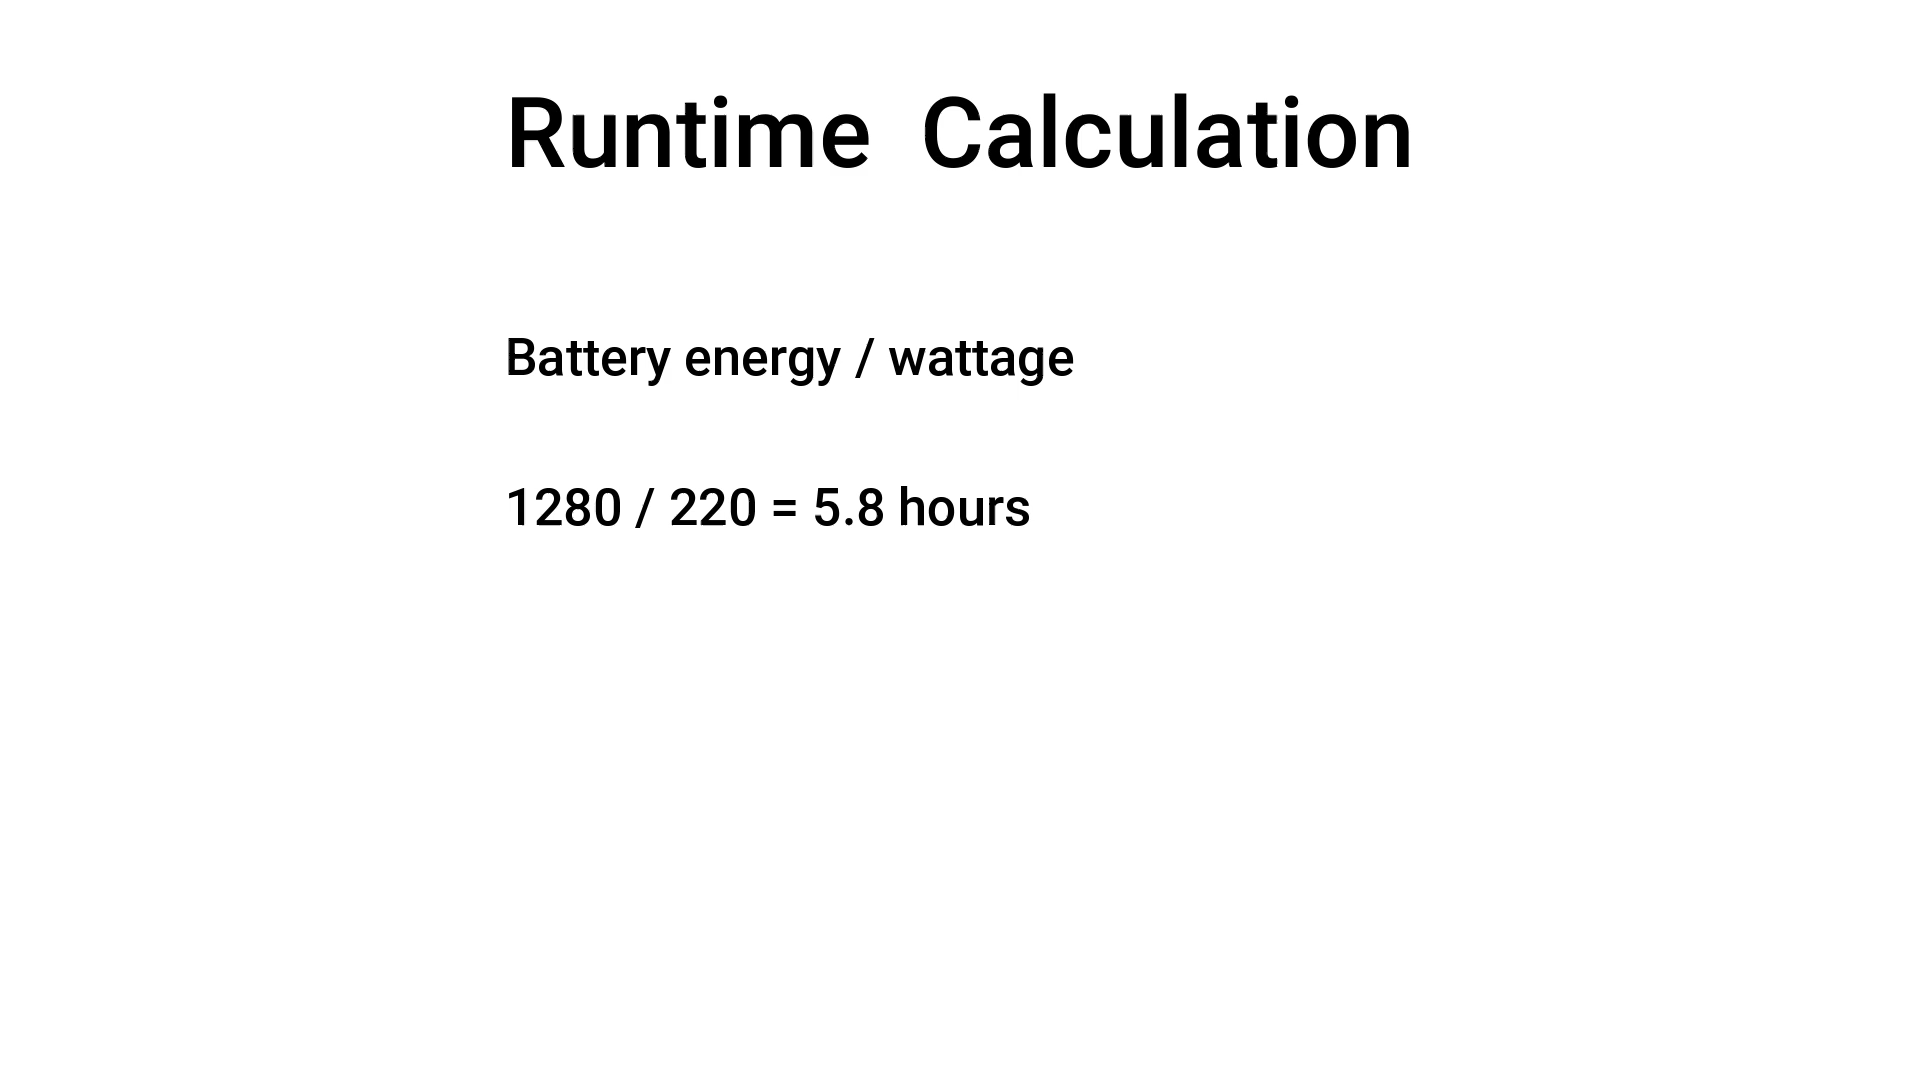 Runtime Calculation
Battery energy / wattage
1280 / 220 = 5.8 hours